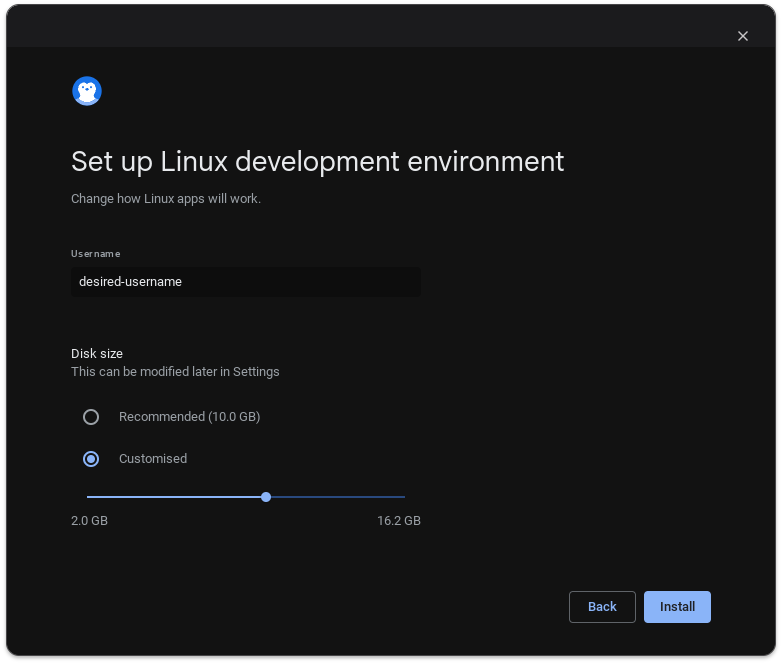 Set up Linux development environment
Change how Linux apps will work.
Username
desired-username
Disk size
This can be modified later in Settings
Recommended (10.0 GB)
Customised
2.0 GB 16.2 GB
Back Install